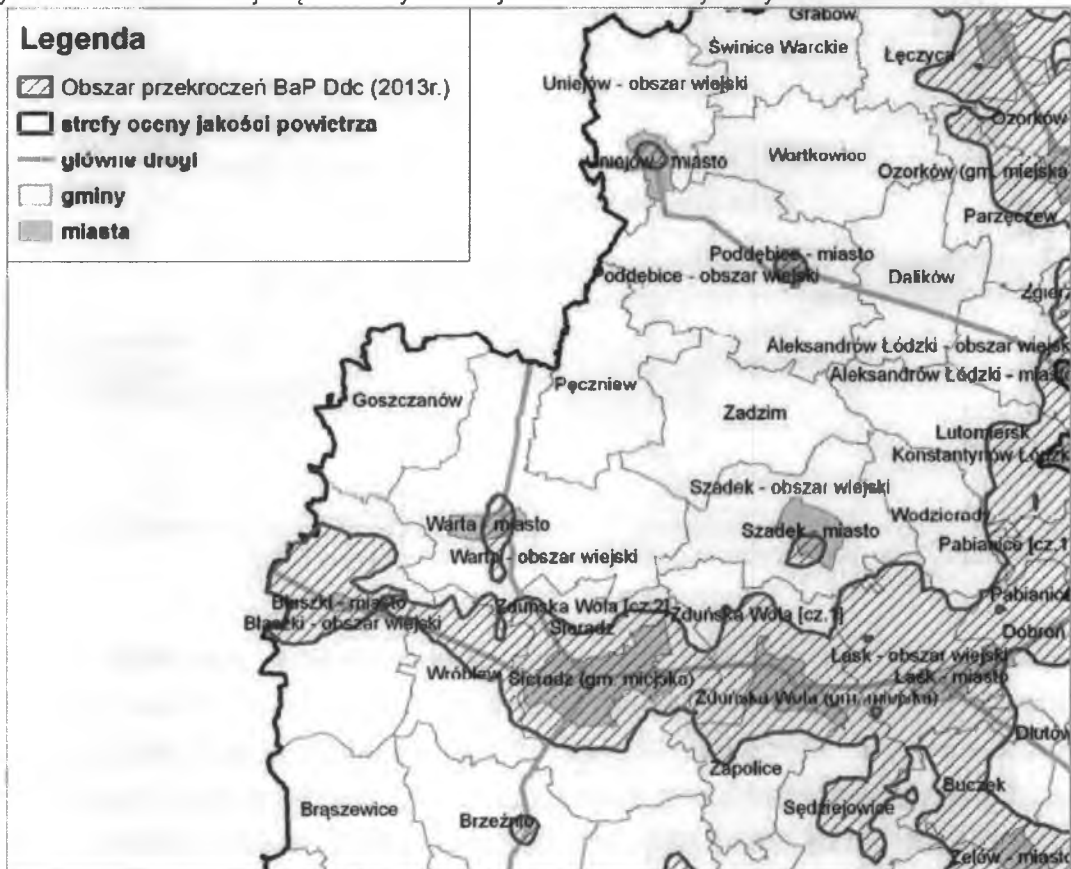 Legenda
Obszar przekroczeń BaP Ddc (2013r.)
strefy oceny jakości powietrza
główne drogi
gminy
miasta
Grabów
Świnice Warckie
Łęczyca
Uniejów - obszar wiejski
Ozorków
Uniejów - miasto
Wartkowice
Ozorków (gm. miejska
Parzęczew
Poddębice - miasto
Poddębice - obszar wiejski
Dalików
Zgierz
Aleksandrów Łódzki - obszar wiejsk
Aleksandrów Łódzki - miasto
Pęczniew
Goszczanów
Zadzim
Lutomiersk
Konstantynów Łódzk
Szadek - obszar wiejski
Wodzierady
Warta - miasto
Szadek - miasto
Pabianice [cz.1
Warta - obszar wiejski
Pabianice
Błaszki - miasto
Zduńska Wola [cz.2]
Zduńska Wola [cz.1]
Błaszki - obszar wiejski
Sieradz
Dobroń
Łask - obszar wiejski
Wróblew
Sieradz (gm. miejska)
Łask - miasto
Zduńska Wola (gm. miejska)
Dłutów
Zapolice
Buczek
Brąszewice
Brzeźnio
Sędziejowice
Zelów - miasto